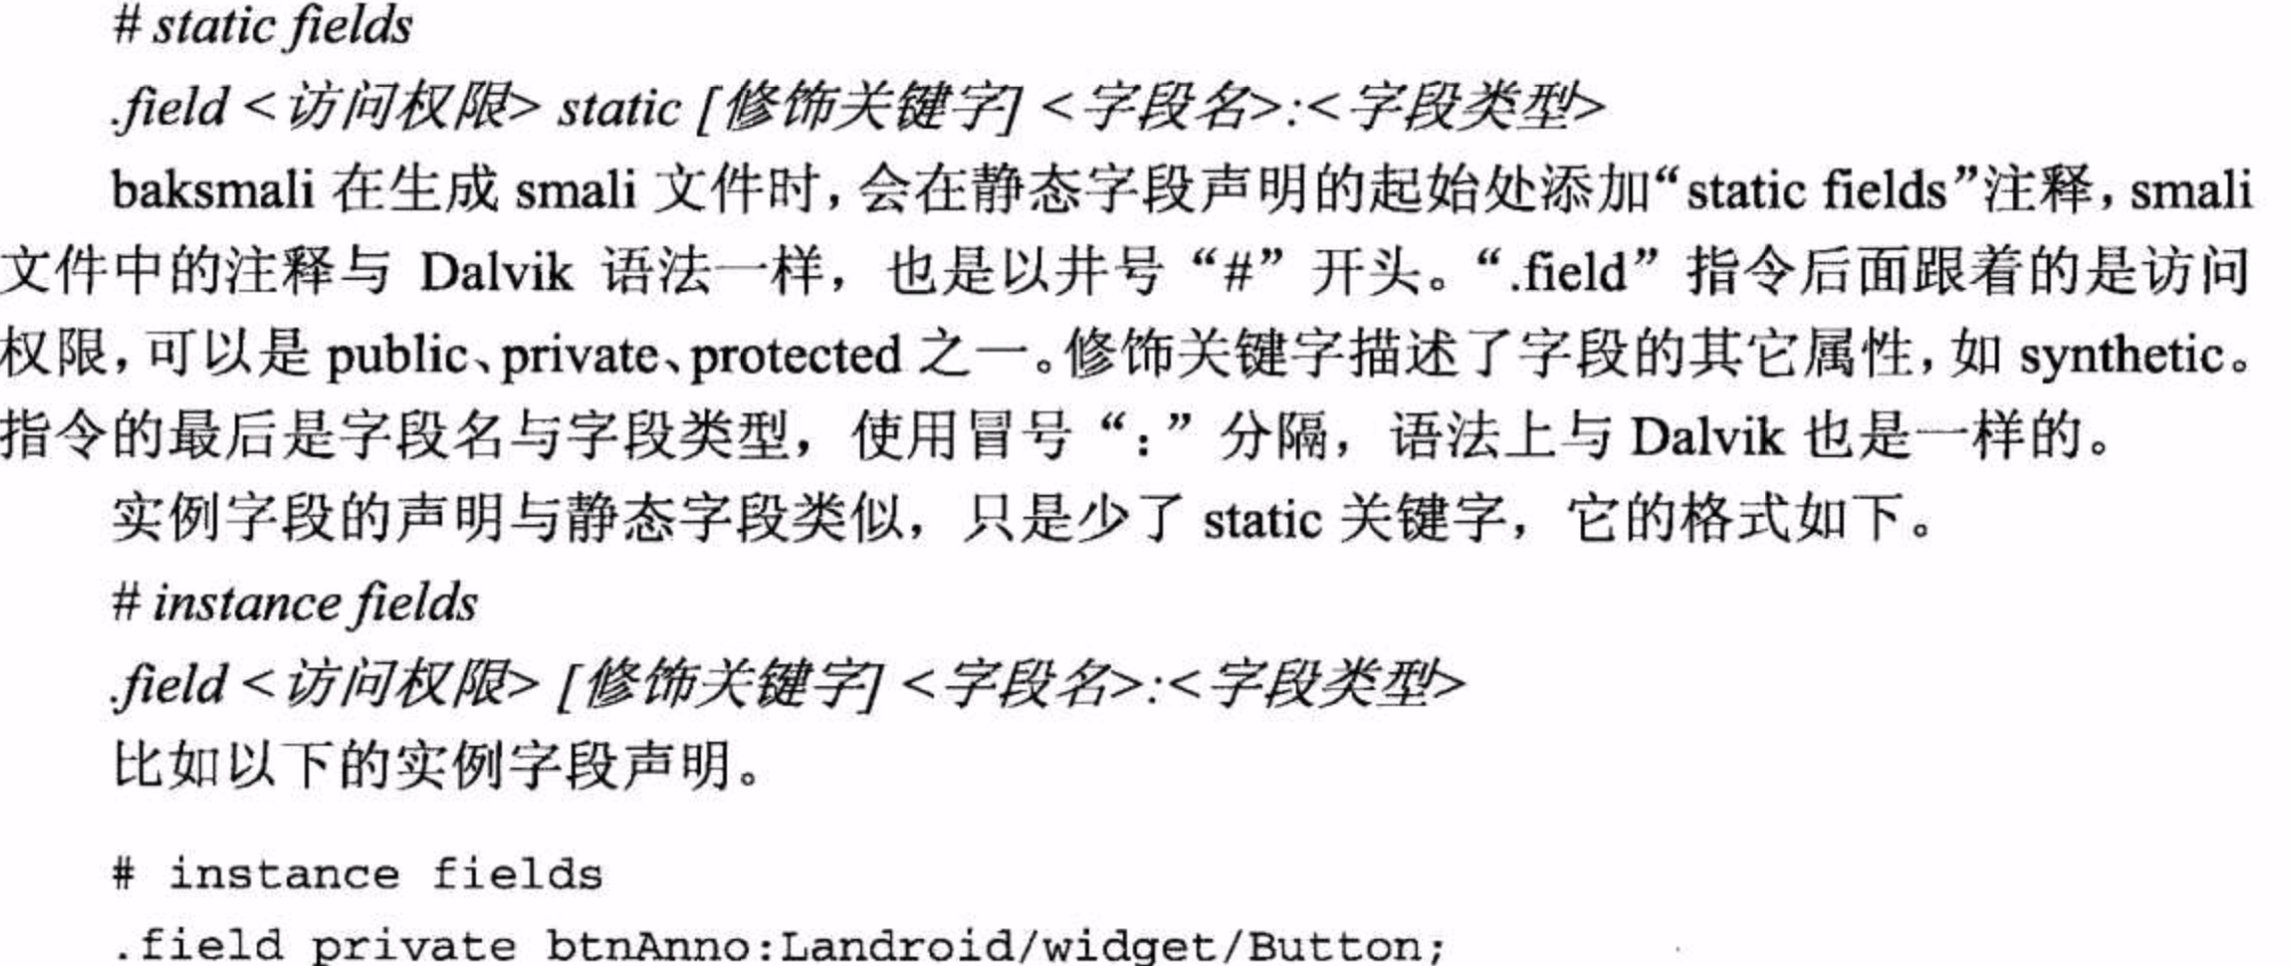 # static fields
.field <访问权限> static [修饰关键字] <字段名>:<字段类型>
baksmali 在生成 smali 文件时，会在静态字段声明的起始处添加“static fields”注释，smali
文件中的注释与 Dalvik 语法一样，也是以井号“#”开头。“.field”指令后面跟着的是访问
权限，可以是 public、private、protected 之一。修饰关键字描述了字段的其它属性，如 synthetic。
指令的最后是字段名与字段类型，使用冒号“：”分隔，语法上与 Dalvik 也是一样的。
实例字段的声明与静态字段类似，只是少了 static 关键字，它的格式如下。
# instance fields
.field <访问权限> [修饰关键字] <字段名>:<字段类型>
比如以下的实例字段声明。
# instance fields
.field private btnAnno:Landroid/widget/Button;